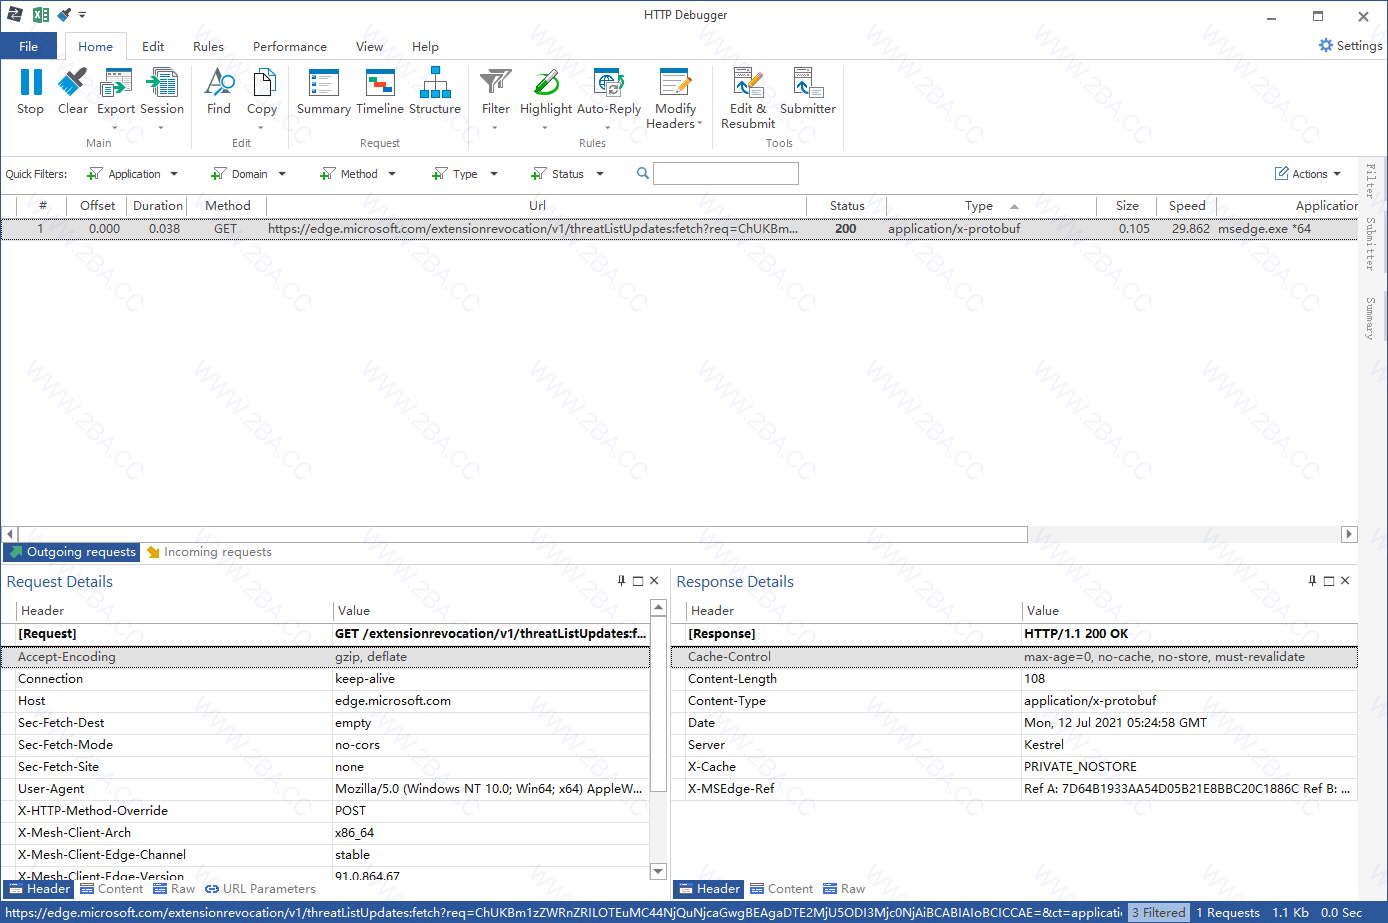 HTTP Debugger
File Home Edit Rules Performance View Help Settings
Stop Clear Export Session Find Copy Summary Timeline Structure Filter Highlight Auto-Reply Modify Headers Edit & Resubmit Submitter
Main Edit Request Rules Tools
Quick Filters: Application Domain Method Type Status Actions
# Offset Duration Method Url Status Type Size Speed Application
1 0.000 0.038 GET https://edge.microsoft.com/extensionrevocation/v1/threatListUpdates:fetch?req=ChUKBm... 200 application/x-protobuf 0.105 29.862 msedge.exe *64
Filter
Submitter
Summary
Outgoing requests Incoming requests
Request Details
Header Value
[Request] GET /extensionrevocation/v1/threatListUpdates:f...
Accept-Encoding gzip, deflate
Connection keep-alive
Host edge.microsoft.com
Sec-Fetch-Dest empty
Sec-Fetch-Mode no-cors
Sec-Fetch-Site none
User-Agent Mozilla/5.0 (Windows NT 10.0; Win64; x64) AppleW...
X-HTTP-Method-Override POST
X-Mesh-Client-Arch x86_64
X-Mesh-Client-Edge-Channel stable
X-Mesh-Client-Edge-Version 91.0.864.67
Header Content Raw URL Parameters
Response Details
Header Value
[Response] HTTP/1.1 200 OK
Cache-Control max-age=0, no-cache, no-store, must-revalidate
Content-Length 108
Content-Type application/x-protobuf
Date Mon, 12 Jul 2021 05:24:58 GMT
Server Kestrel
X-Cache PRIVATE_NOSTORE
X-MSEdge-Ref Ref A: 7D64B1933AA54D05B21E8BBC20C1886C Ref B: ...
Header Content Raw
https://edge.microsoft.com/extensionrevocation/v1/threatListUpdates:fetch?req=ChUKBm1zZWRnZRILOTEuMC44NjQuNjcaGwgBEAgaDTE2MjU5ODI3Mjc0NjAiBCABIAIoBCICCAE=&ct=applicati 3 Filtered 1 Requests 1.1 Kb 0.0 Sec
WWW.2BA.CC